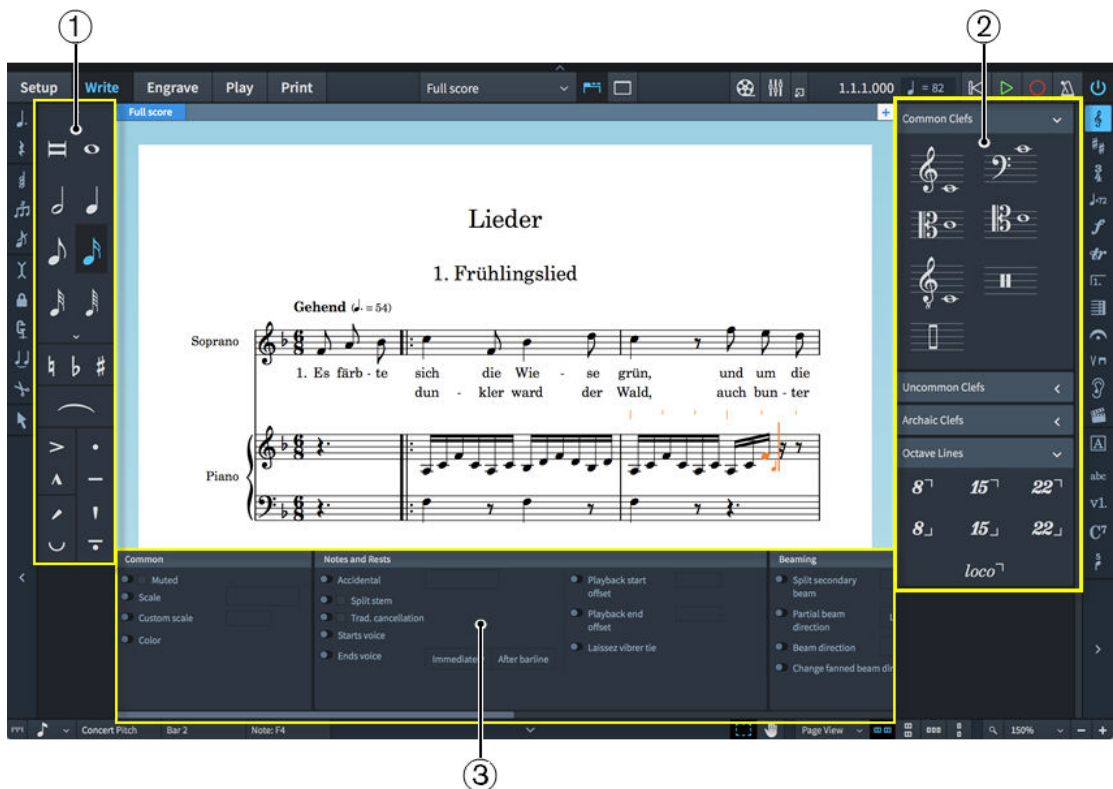 ① ②
Setup Write Engrave Play Print Full score 1.1.1.000 = 82
Full score
Common Clefs
Lieder
1. Frühlingslied
Gehend (♩. = 54)
Soprano
1. Es färb - te sich die Wie - se grün, und um die
dun - kler ward der Wald, auch bun - ter
Piano
Uncommon Clefs
Archaic Clefs
Octave Lines
8 15 22
8 15 22
loco
A
abc
v1.
C7
Common
Muted
Scale
Custom scale
Color
Notes and Rests
Accidental
Split stem
Trad. cancellation
Starts voice
Ends voice Immediately After barline
Playback start
offset
Playback end
offset
Laissez vibrer tie
Beaming
Split secondary
beam
Partial beam
direction L
Beam direction
Change fanned beam dir
Concert Pitch Bar 2 Note: F4 Page View 150%
③